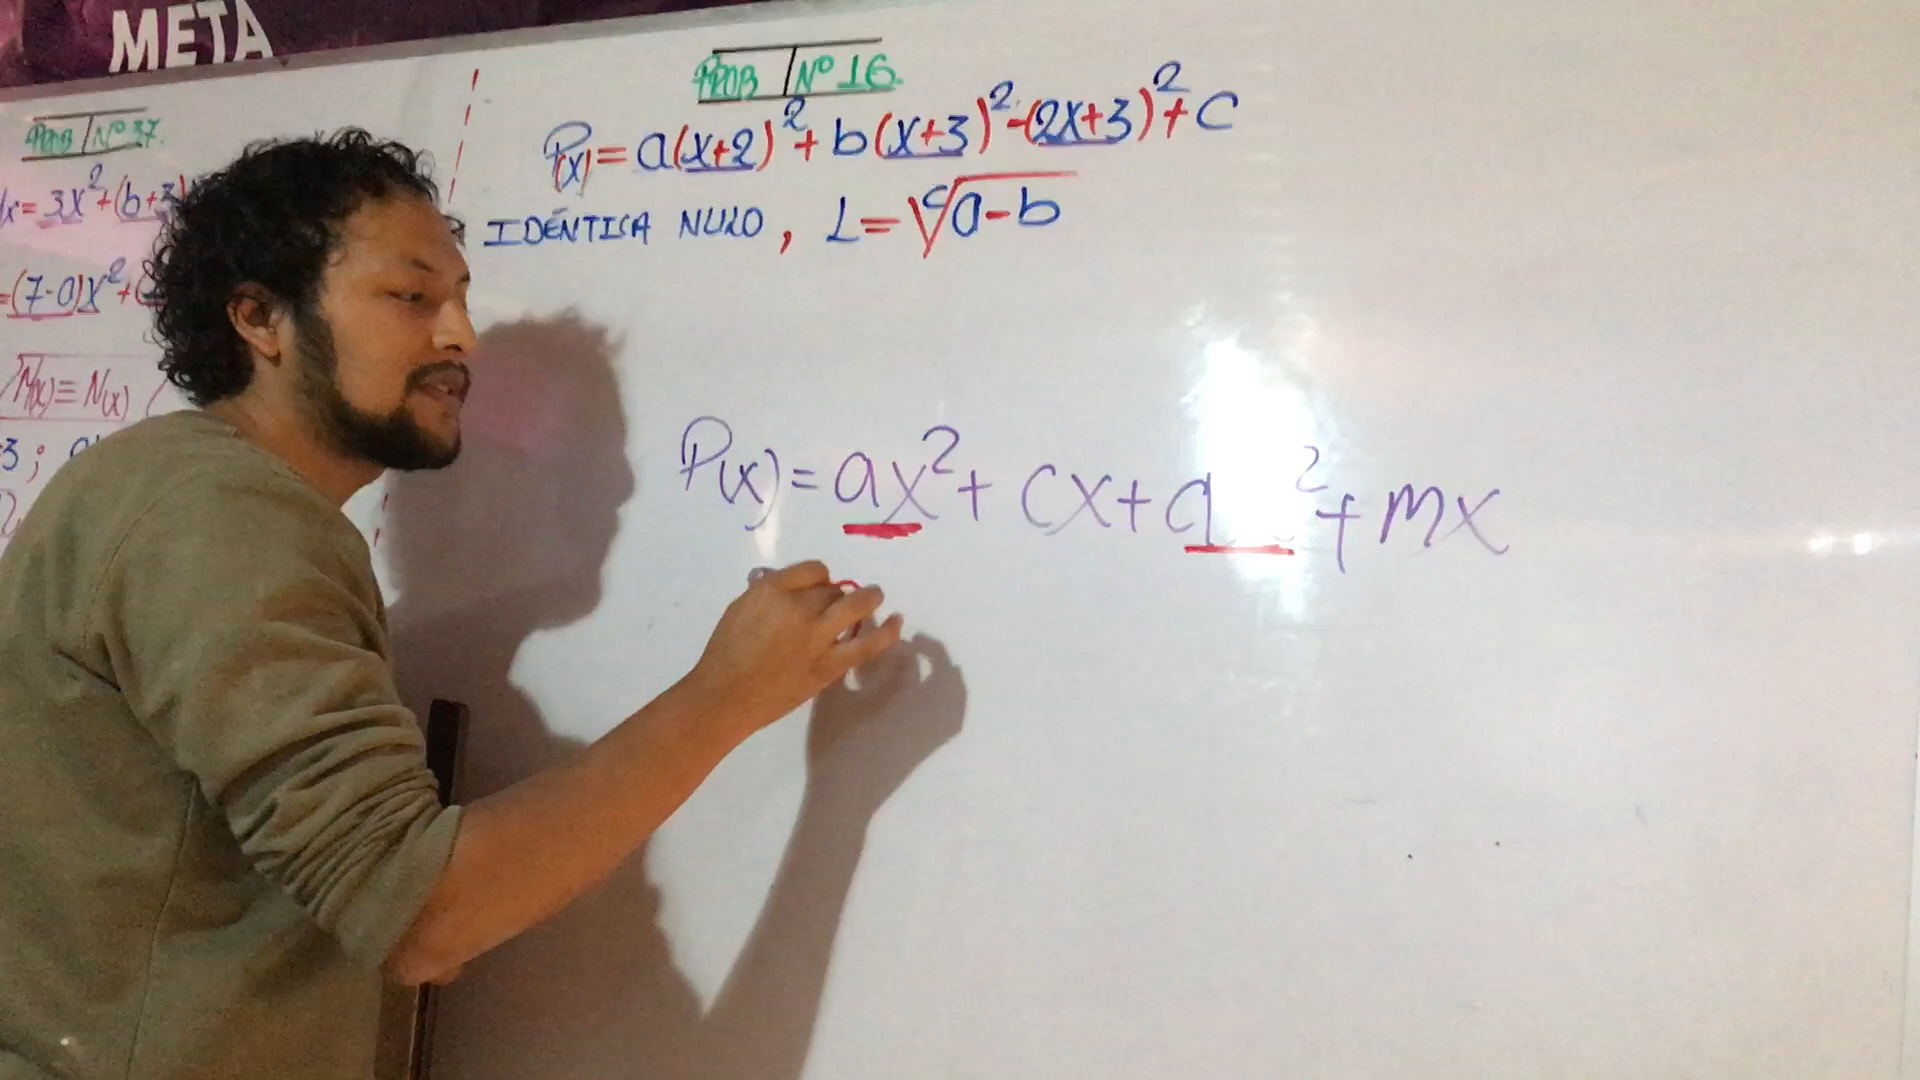 META
PROB N° 37.
= 3x² + (b+3)
= (7-a)x² + (
M(x) ≡ N(x)
3 ;
PROB N° 16.
P(x) = a(x+2)² + b(x+3)² - (2x+3)² + C
IDÉNTICA NULO , L = ᶜ√a-b
P(x) = ax² + cx + a ² + mx